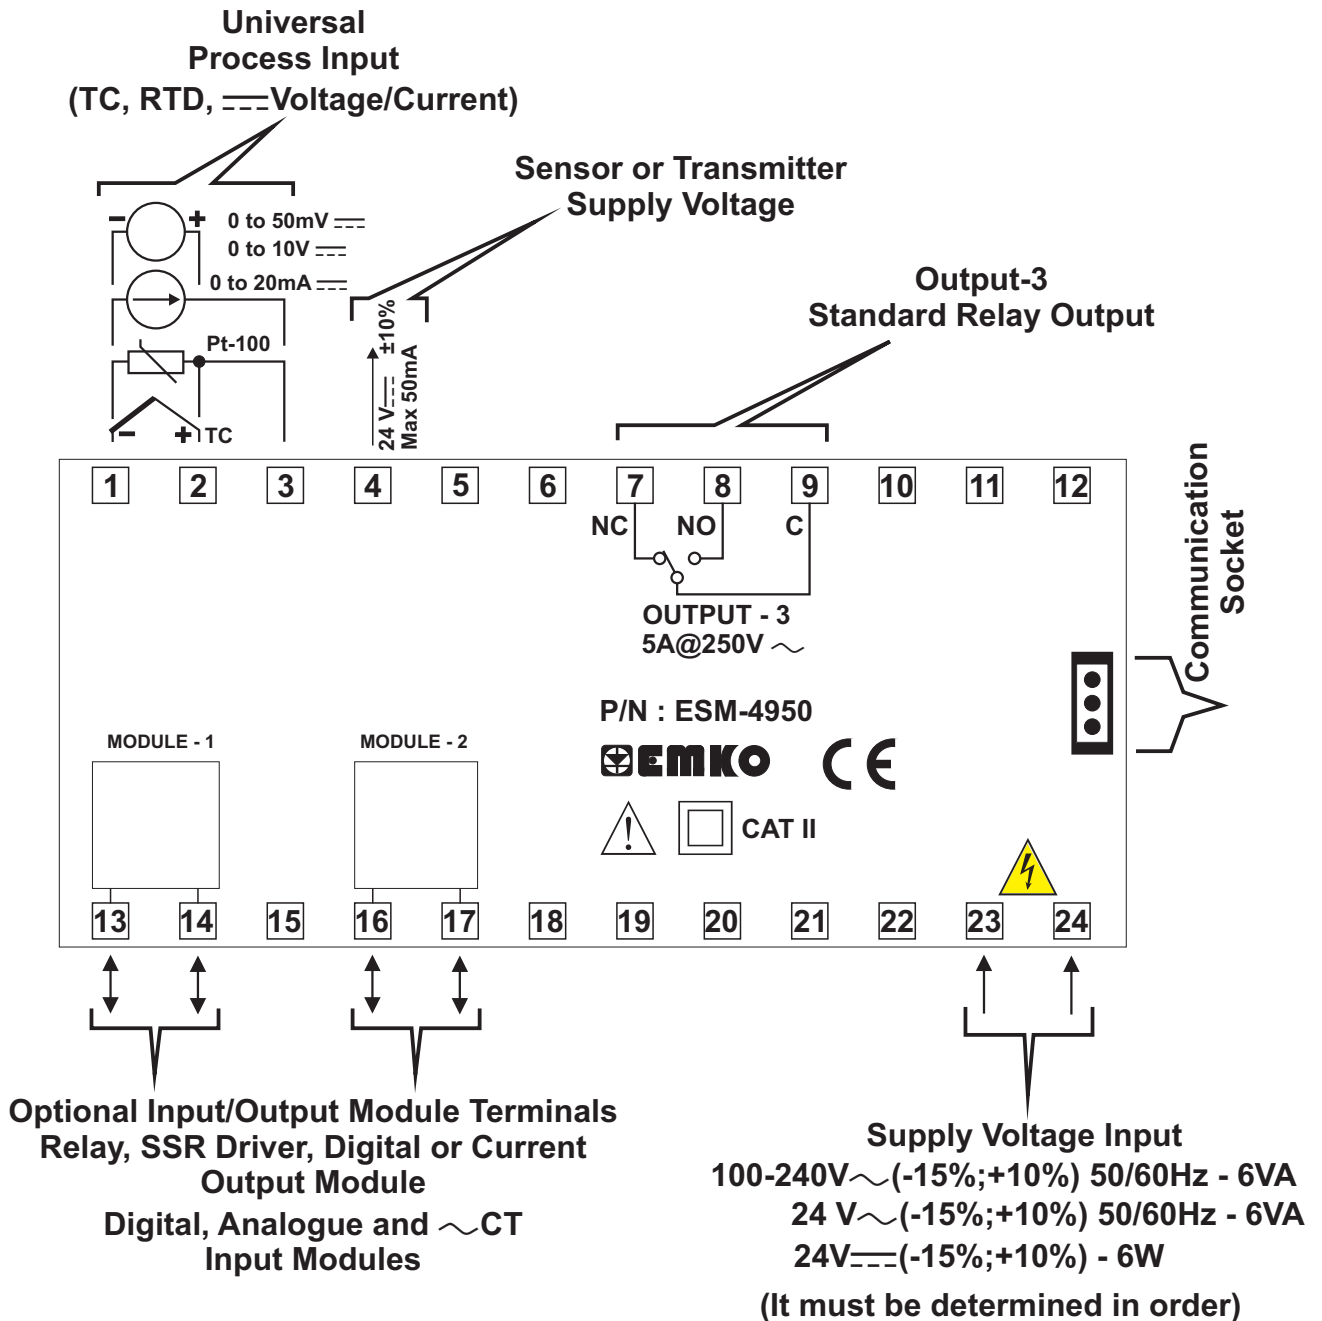 Universal
Process Input
(TC, RTD, Voltage/Current)
Sensor or Transmitter
Supply Voltage
- +
0 to 50mV
0 to 10V
0 to 20mA
Pt-100
- + TC
24 V ±10%
Max 50mA
Output-3
Standard Relay Output
1 2 3 4 5 6 7 8 9 10 11 12
NC NO C
OUTPUT - 3
5A@250V ~
Communication
Socket
P/N : ESM-4950
EMKO CE
MODULE - 1
MODULE - 2
! CAT II
13 14 15 16 17 18 19 20 21 22 23 24
Optional Input/Output Module Terminals
Relay, SSR Driver, Digital or Current
Output Module
Digital, Analogue and ~CT
Input Modules
Supply Voltage Input
100-240V~(-15%;+10%) 50/60Hz - 6VA
24 V~(-15%;+10%) 50/60Hz - 6VA
24V(-15%;+10%) - 6W
(It must be determined in order)